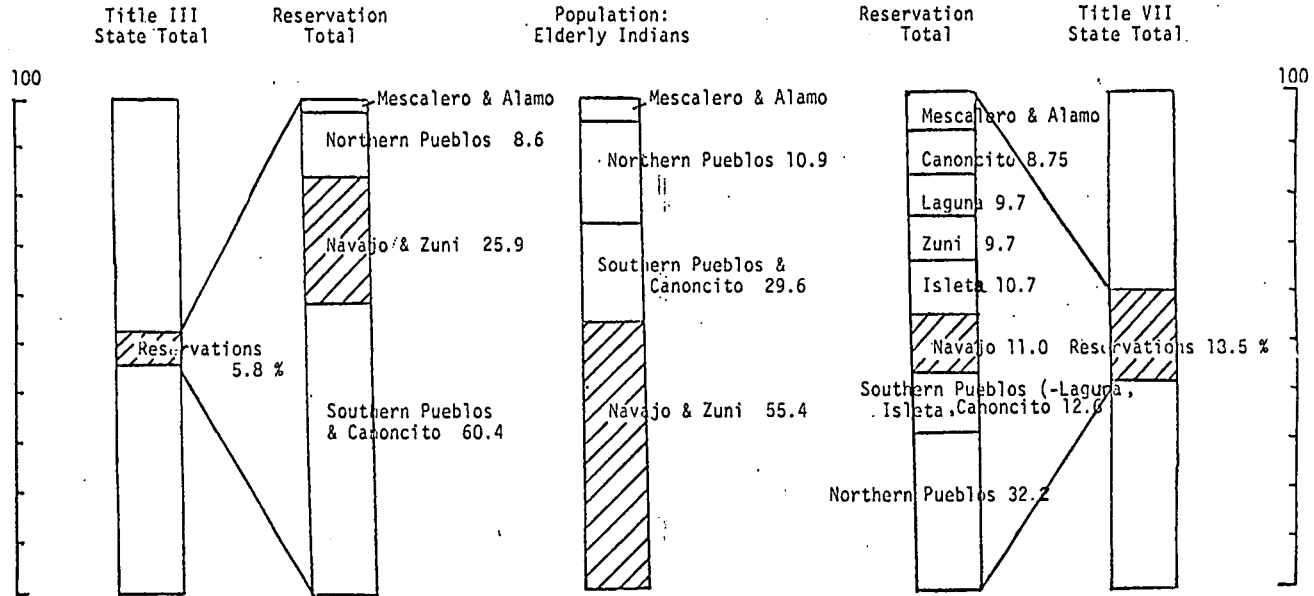 Title III
State Total
Reservation
Total
Population:
Elderly Indians
Reservation
Total
Title VII
State Total
100
100
Mescalero & Alamo
Northern Pueblos 8.6
Navajo & Zuni 25.9
Southern Pueblos
& Canoncito 60.4
Reservations
5.8 %
Mescalero & Alamo
Northern Pueblos 10.9
Southern Pueblos &
Canoncito 29.6
Navajo & Zuni 55.4
Mescalero & Alamo
Canoncito 8.75
Laguna 9.7
Zuni 9.7
Isleta 10.7
Navajo 11.0
Southern Pueblos (-Laguna,
Isleta, Canoncito 12.6
Northern Pueblos 32.2
Reservations 13.5 %